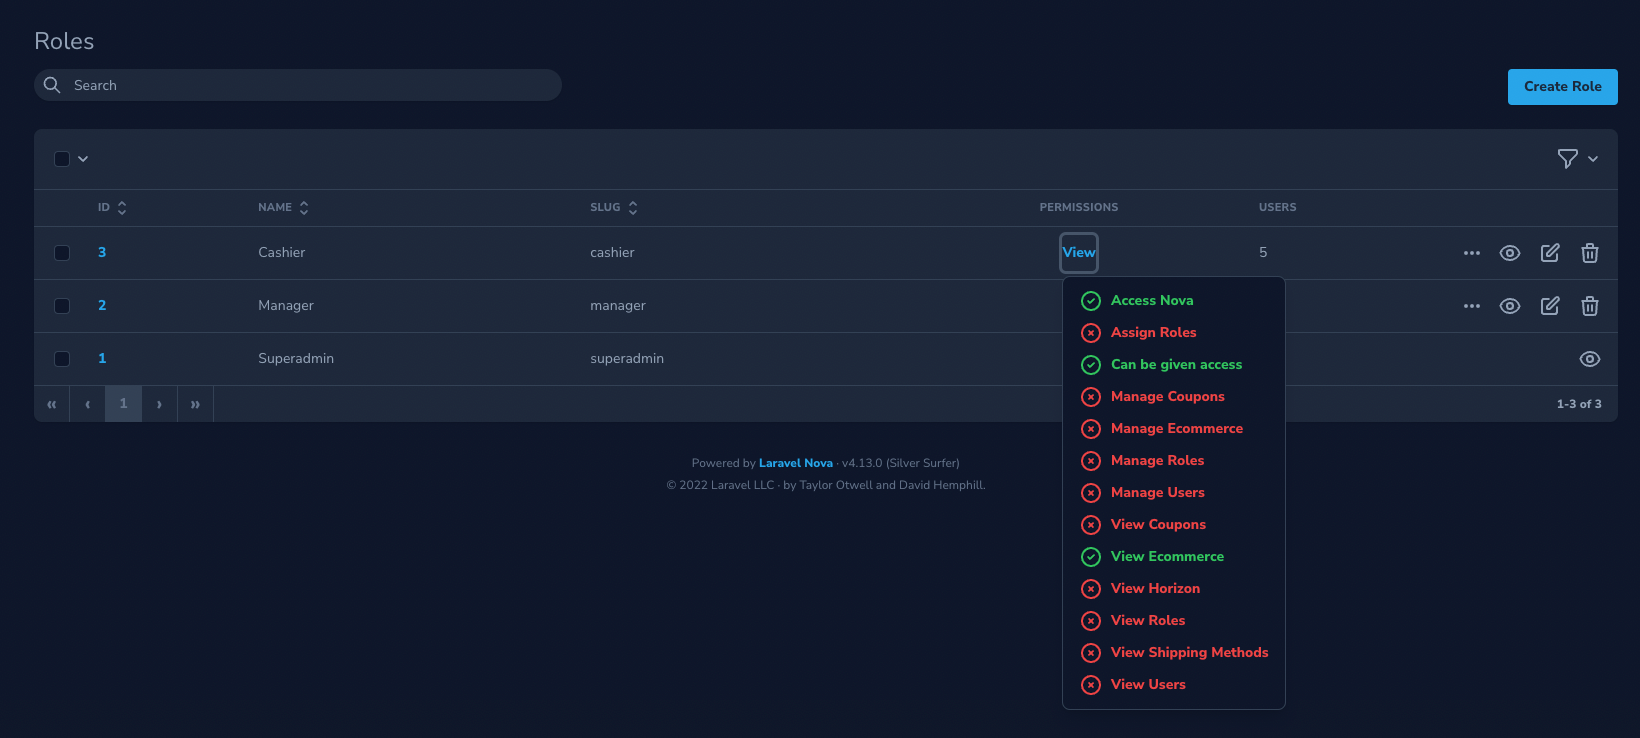 Roles
Search
Create Role
ID NAME SLUG PERMISSIONS USERS
3 Cashier cashier View 5
2 Manager manager
1 Superadmin superadmin
Access Nova
Assign Roles
Can be given access
Manage Coupons
Manage Ecommerce
Manage Roles
Manage Users
View Coupons
View Ecommerce
View Horizon
View Roles
View Shipping Methods
View Users
« ‹ 1 › » 1-3 of 3
Powered by Laravel Nova · v4.13.0 (Silver Surfer)
© 2022 Laravel LLC · by Taylor Otwell and David Hemphill.